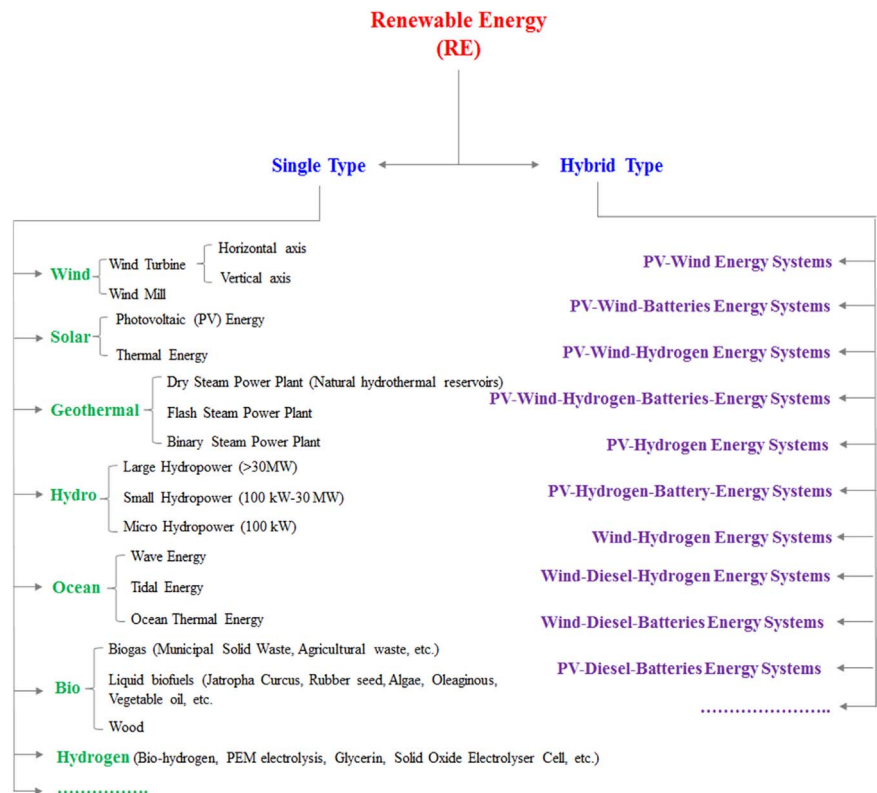 Renewable Energy
(RE)
Single Type
Hybrid Type
Wind
Wind Turbine
Horizontal axis
Vertical axis
Wind Mill
Solar
Photovoltaic (PV) Energy
Thermal Energy
Geothermal
Dry Steam Power Plant (Natural hydrothermal reservoirs)
Flash Steam Power Plant
Binary Steam Power Plant
Hydro
Large Hydropower (>30MW)
Small Hydropower (100 kW-30 MW)
Micro Hydropower (100 kW)
Ocean
Wave Energy
Tidal Energy
Ocean Thermal Energy
Bio
Biogas (Municipal Solid Waste, Agricultural waste, etc.)
Liquid biofuels (Jatropha Curcus, Rubber seed, Algae, Oleaginous,
Vegetable oil, etc.
Wood
Hydrogen (Bio-hydrogen, PEM electrolysis, Glycerin, Solid Oxide Electrolyser Cell, etc.)
................
PV-Wind Energy Systems
PV-Wind-Batteries Energy Systems
PV-Wind-Hydrogen Energy Systems
PV-Wind-Hydrogen-Batteries-Energy Systems
PV-Hydrogen Energy Systems
PV-Hydrogen-Battery-Energy Systems
Wind-Hydrogen Energy Systems
Wind-Diesel-Hydrogen Energy Systems
Wind-Diesel-Batteries Energy Systems
PV-Diesel-Batteries Energy Systems
.......................